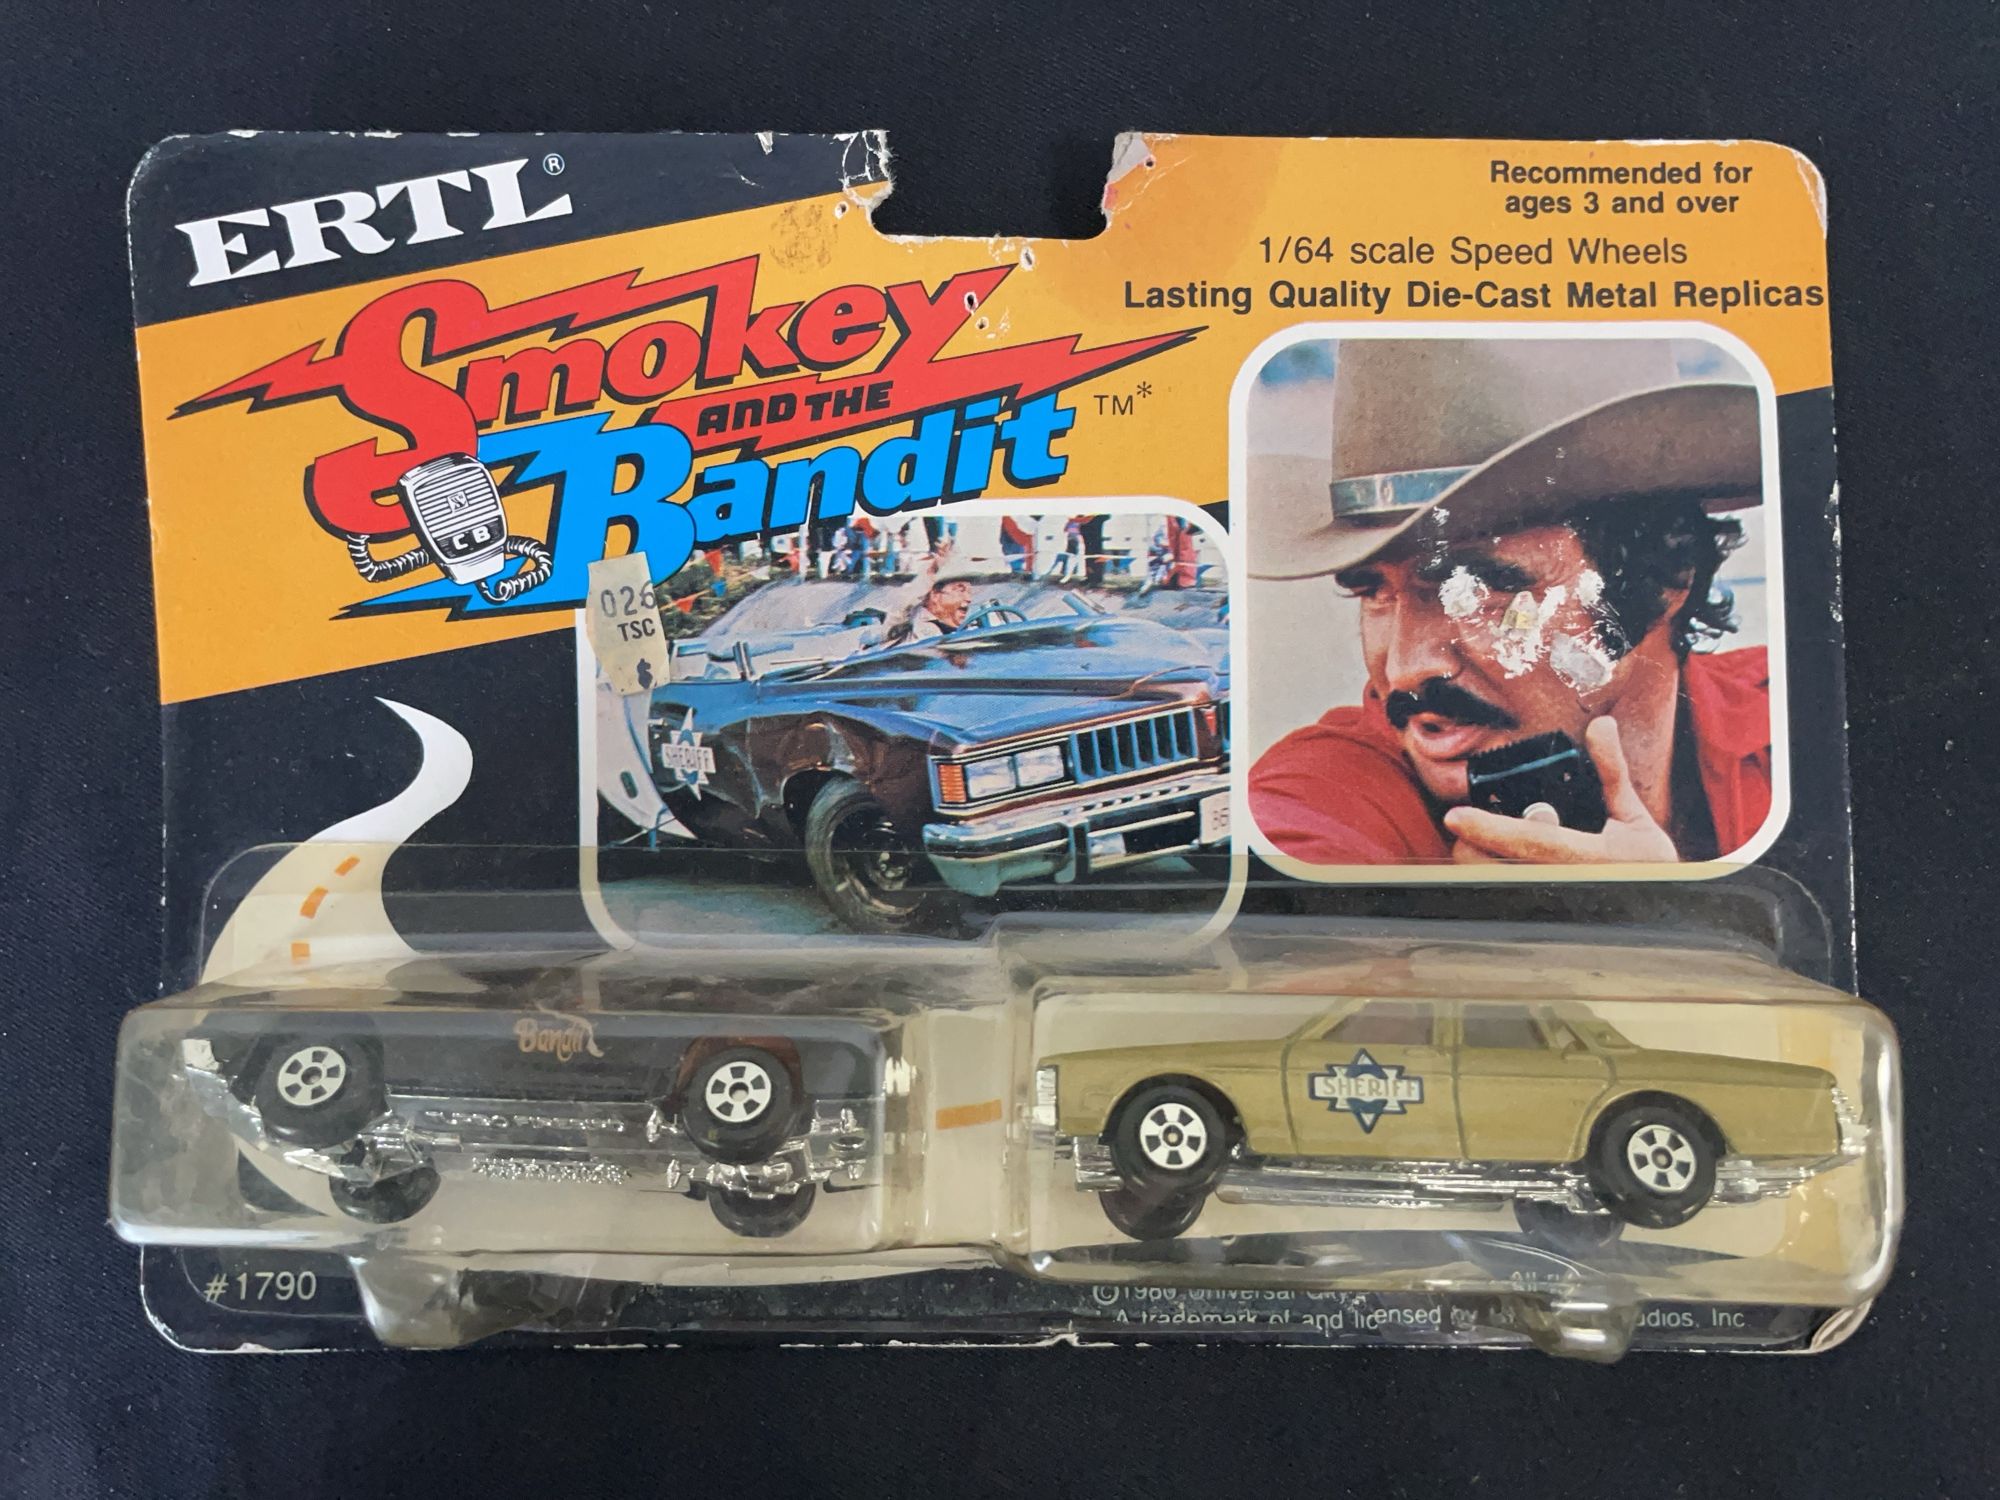 ERTL®
Recommended for
ages 3 and over
1/64 scale Speed Wheels
Lasting Quality Die-Cast Metal Replicas
Smokey
AND THE
Bandit TM*
CB
026
TSC
$
SHERIFF
86
Bandit
SHERIFF
#1790
©1980 Universal City
A trademark of and licensed by
Inc.